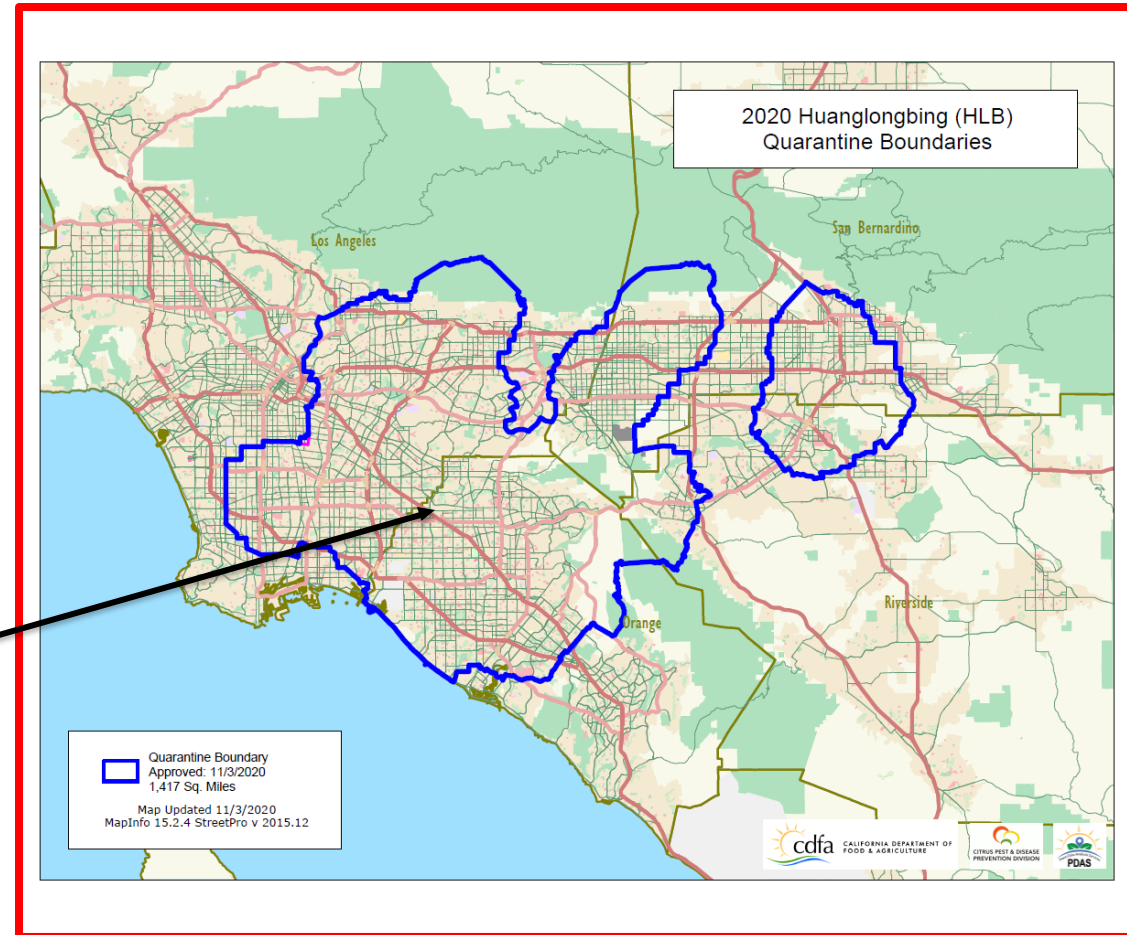 2020 Huanglongbing (HLB)
Quarantine Boundaries
Los Angeles
San Bernardino
Riverside
Orange
Quarantine Boundary
Approved: 11/3/2020
1,417 Sq. Miles
Map Updated 11/3/2020
MapInfo 15.2.4 StreetPro v 2015.12
cdfa
CALIFORNIA DEPARTMENT OF
FOOD & AGRICULTURE
CITRUS PEST & DISEASE
PREVENTION DIVISION
PDAS